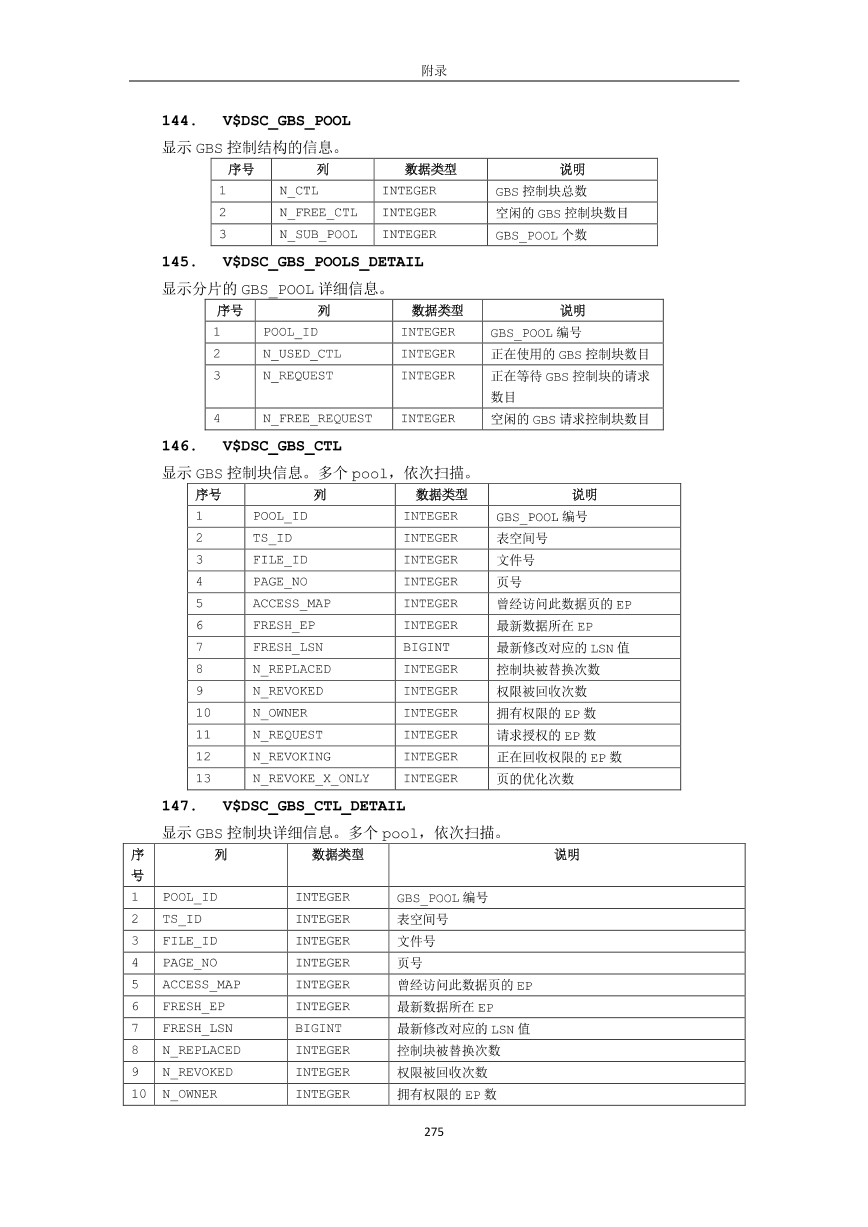 附录
144. V$DSC_GBS_POOL
显示 GBS 控制结构的信息。
序号 列 数据类型 说明
1 N_CTL INTEGER GBS 控制块总数
2 N_FREE_CTL INTEGER 空闲的 GBS 控制块数目
3 N_SUB_POOL INTEGER GBS_POOL 个数
145. V$DSC_GBS_POOLS_DETAIL
显示分片的 GBS_POOL 详细信息。
序号 列 数据类型 说明
1 POOL_ID INTEGER GBS_POOL 编号
2 N_USED_CTL INTEGER 正在使用的 GBS 控制块数目
3 N_REQUEST INTEGER 正在等待 GBS 控制块的请求
数目
4 N_FREE_REQUEST INTEGER 空闲的 GBS 请求控制块数目
146. V$DSC_GBS_CTL
显示 GBS 控制块信息。多个 pool，依次扫描。
序号 列 数据类型 说明
1 POOL_ID INTEGER GBS_POOL 编号
2 TS_ID INTEGER 表空间号
3 FILE_ID INTEGER 文件号
4 PAGE_NO INTEGER 页号
5 ACCESS_MAP INTEGER 曾经访问此数据页的 EP
6 FRESH_EP INTEGER 最新数据所在 EP
7 FRESH_LSN BIGINT 最新修改对应的 LSN 值
8 N_REPLACED INTEGER 控制块被替换次数
9 N_REVOKED INTEGER 权限被回收次数
10 N_OWNER INTEGER 拥有权限的 EP 数
11 N_REQUEST INTEGER 请求授权的 EP 数
12 N_REVOKING INTEGER 正在回收权限的 EP 数
13 N_REVOKE_X_ONLY INTEGER 页的优化次数
147. V$DSC_GBS_CTL_DETAIL
显示 GBS 控制块详细信息。多个 pool，依次扫描。
序 列 数据类型 说明
号
1 POOL_ID INTEGER GBS_POOL 编号
2 TS_ID INTEGER 表空间号
3 FILE_ID INTEGER 文件号
4 PAGE_NO INTEGER 页号
5 ACCESS_MAP INTEGER 曾经访问此数据页的 EP
6 FRESH_EP INTEGER 最新数据所在 EP
7 FRESH_LSN BIGINT 最新修改对应的 LSN 值
8 N_REPLACED INTEGER 控制块被替换次数
9 N_REVOKED INTEGER 权限被回收次数
10 N_OWNER INTEGER 拥有权限的 EP 数
275